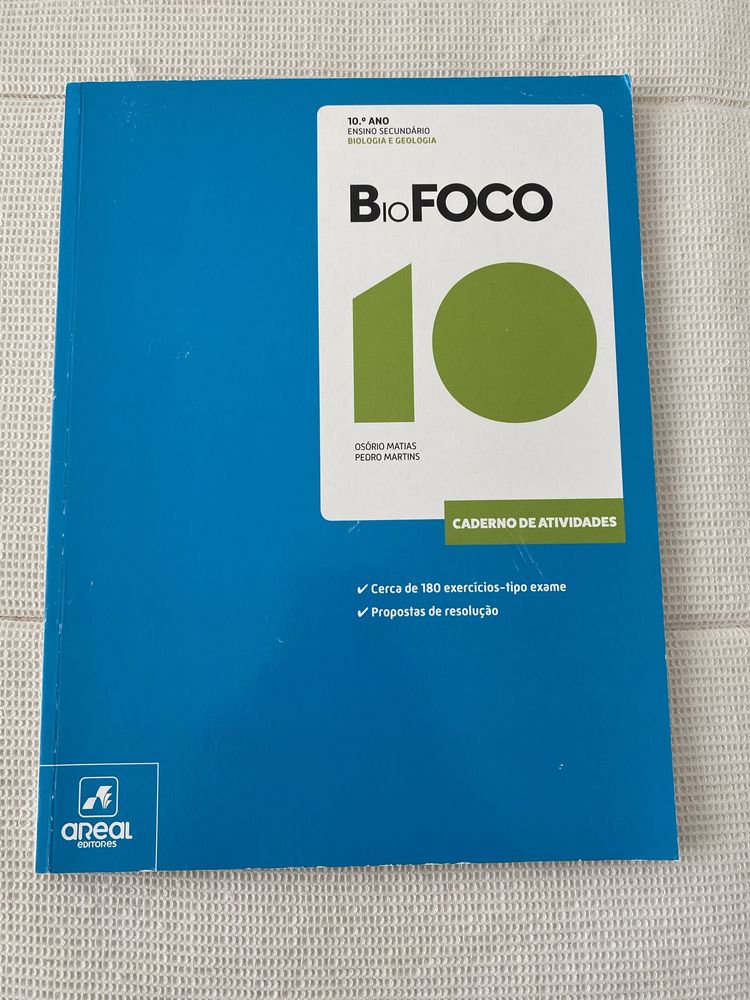 10.º ANO
ENSINO SECUNDÁRIO
BIOLOGIA E GEOLOGIA
BIOFOCO
10
OSÓRIO MATIAS
PEDRO MARTINS
CADERNO DE ATIVIDADES
✔ Cerca de 180 exercícios-tipo exame
✔ Propostas de resolução
aReaL
EDITORES